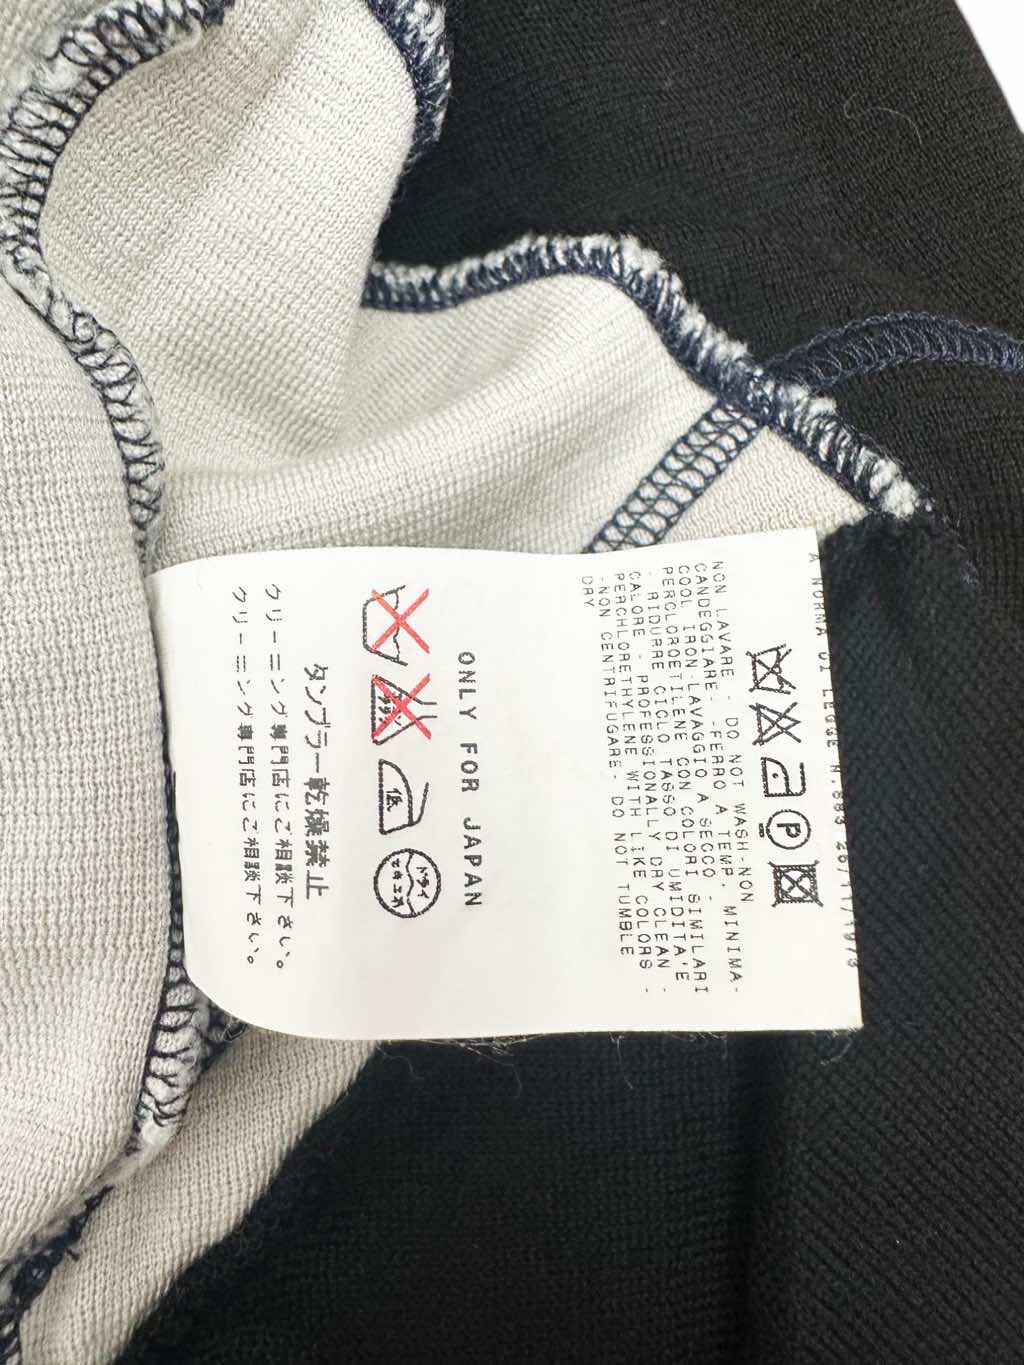 A NORMA DI LEGGE N.883 26/11/1973
P
NON LAVARE - DO NOT WASH-NON
CANDEGGIARE- -FERRO A TEMP. MINIMA-
COOL IRON-LAVAGGIO A SECCO -
PERCLOROETILENE CON COLORI SIMILARI
- RIDURRE CICLO TASSO DI UMIDITA'E
CALORE - PROFESSIONALLY DRY CLEAN -
PERCHLORETHYLENE WITH LIKE COLORS -
-NON CENTRIFUGARE- DO NOT TUMBLE
DRY
ONLY FOR JAPAN
低
ドライ
タンブラー乾燥禁止
クリーニング専門店にご相談下さい。
クリーニング専門店にご相談下さい。